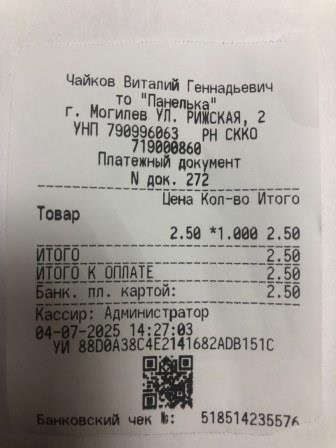 Чайков Виталий Геннадьевич
то "Панелька"
г. Могилев УЛ. РИЖСКАЯ, 2
УНП 790996063 РН СККО
719000860
Платежный документ
N док. 272
Цена Кол-во Итого
Товар
2.50 *1.000 2.50
ИТОГО 2.50
ИТОГО К ОПЛАТЕ 2.50
Банк. пл. картой: 2.50
Кассир: Администратор
04-07-2025 14:27:03
УИ 88D0A38C4E2141682ADB151C
Банковский чек №: 518514235576